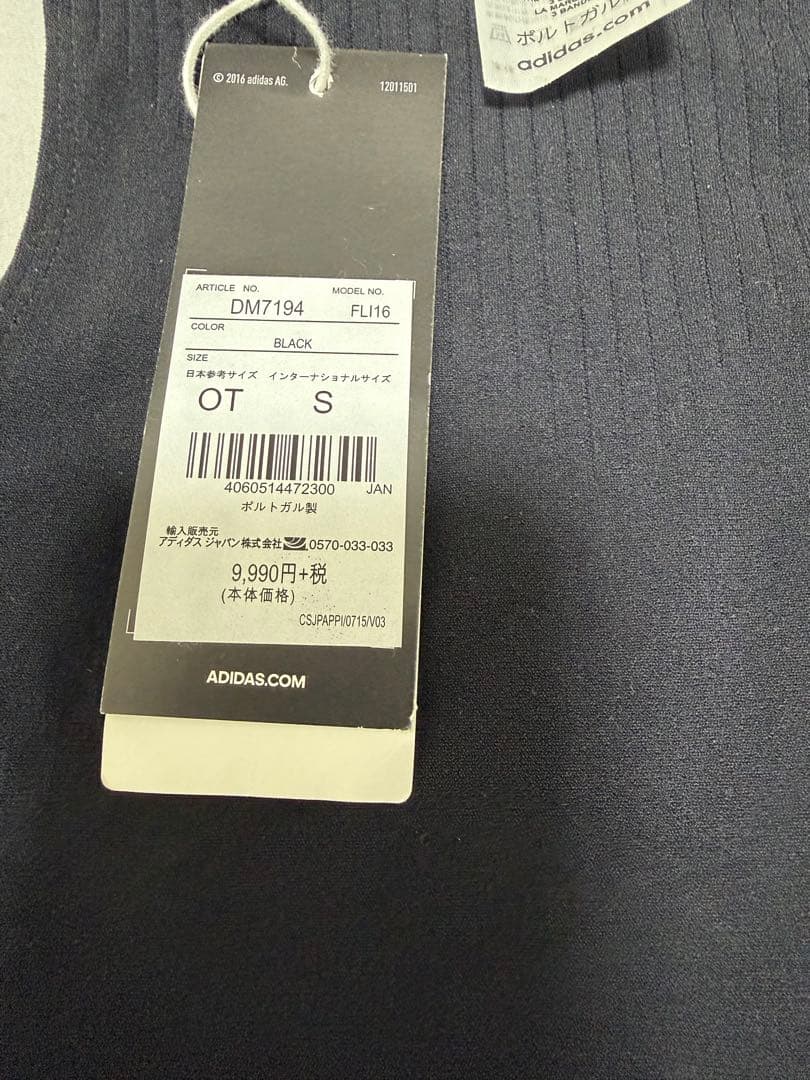 LA MAR
3 BAND
ポルトガル
adidas.com
© 2016 adidas AG.
12011501
ARTICLE NO.
MODEL NO.
DM7194
FLI16
COLOR
BLACK
SIZE
日本参考サイズ インターナショナルサイズ
OT S
4060514472300 JAN
ポルトガル製
輸入販売元
アディダス ジャパン株式会社 0570-033-033
9,990円+税
(本体価格)
CSJPAPPI/0715/V03
ADIDAS.COM